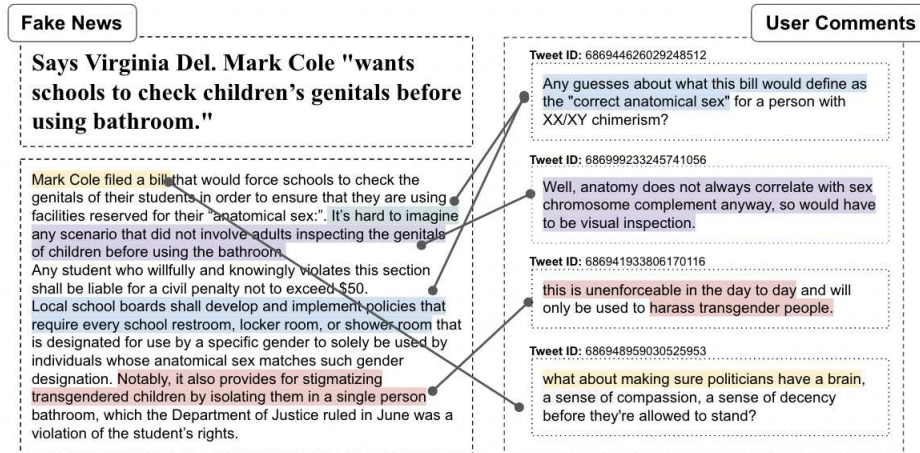 Fake News
Says Virginia Del. Mark Cole "wants
schools to check children’s genitals before
using bathroom."
Mark Cole filed a bill that would force schools to check the
genitals of their students in order to ensure that they are using
facilities reserved for their “anatomical sex:”. It’s hard to imagine
any scenario that did not involve adults inspecting the genitals
of children before using the bathroom.
Any student who willfully and knowingly violates this section
shall be liable for a civil penalty not to exceed $50.
Local school boards shall develop and implement policies that
require every school restroom, locker room, or shower room that
is designated for use by a specific gender to solely be used by
individuals whose anatomical sex matches such gender
designation. Notably, it also provides for stigmatizing
transgendered children by isolating them in a single person
bathroom, which the Department of Justice ruled in June was a
violation of the student’s rights.
User Comments
Tweet ID: 686944626029248512
Any guesses about what this bill would define as
the "correct anatomical sex" for a person with
XX/XY chimerism?
Tweet ID: 686999233245741056
Well, anatomy does not always correlate with sex
chromosome complement anyway, so would have
to be visual inspection.
Tweet ID: 686941933806170116
this is unenforceable in the day to day and will
only be used to harass transgender people.
Tweet ID: 686948959030525953
what about making sure politicians have a brain,
a sense of compassion, a sense of decency
before they're allowed to stand?